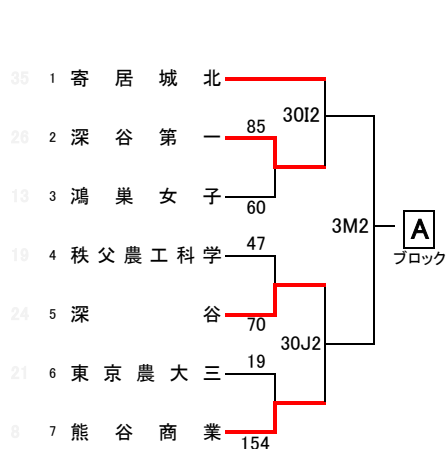 35 1 寄居城北
30I2
26 2 深谷第一 85
13 3 鴻巣女子 60
3M2
A
ブロック
19 4 秩父農工科学 47
24 5 深谷 70
30J2
21 6 東京農大三 19
8 7 熊谷商業 154